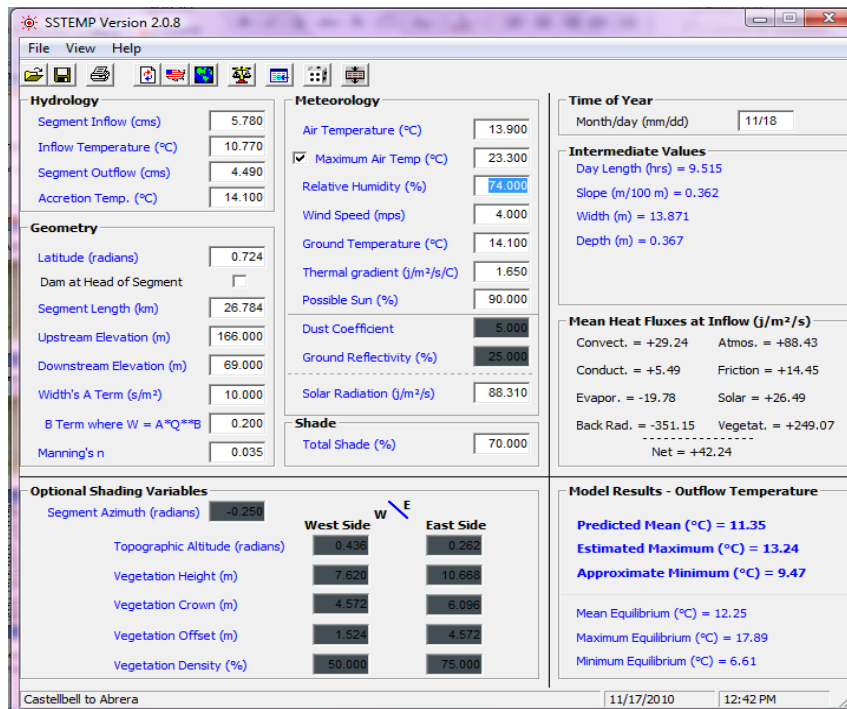 SSTEMP Version 2.0.8
File View Help
Hydrology
Segment Inflow (cms) 5.780
Inflow Temperature (°C) 10.770
Segment Outflow (cms) 4.490
Accretion Temp. (°C) 14.100
Geometry
Latitude (radians) 0.724
Dam at Head of Segment
Segment Length (km) 26.784
Upstream Elevation (m) 166.000
Downstream Elevation (m) 69.000
Width's A Term (s/m²) 10.000
B Term where W = A*Q**B 0.200
Manning's n 0.035
Meteorology
Air Temperature (°C) 13.900
Maximum Air Temp (°C) 23.300
Relative Humidity (%) 74.000
Wind Speed (mps) 4.000
Ground Temperature (°C) 14.100
Thermal gradient (j/m²/s/C) 1.650
Possible Sun (%) 90.000
Dust Coefficient 5.000
Ground Reflectivity (%) 25.000
Solar Radiation (j/m²/s) 88.310
Shade
Total Shade (%) 70.000
Time of Year
Month/day (mm/dd) 11/18
Intermediate Values
Day Length (hrs) = 9.515
Slope (m/100 m) = 0.362
Width (m) = 13.871
Depth (m) = 0.367
Mean Heat Fluxes at Inflow (j/m²/s)
Convect. = +29.24 Atmos. = +88.43
Conduct. = +5.49 Friction = +14.45
Evapor. = -19.78 Solar = +26.49
Back Rad. = -351.15 Vegetat. = +249.07
Net = +42.24
Optional Shading Variables
Segment Azimuth (radians) -0.250
W E
West Side East Side
Topographic Altitude (radians) 0.436 0.262
Vegetation Height (m) 7.620 10.668
Vegetation Crown (m) 4.572 6.096
Vegetation Offset (m) 1.524 4.572
Vegetation Density (%) 50.000 75.000
Model Results - Outflow Temperature
Predicted Mean (°C) = 11.35
Estimated Maximum (°C) = 13.24
Approximate Minimum (°C) = 9.47
Mean Equilibrium (°C) = 12.25
Maximum Equilibrium (°C) = 17.89
Minimum Equilibrium (°C) = 6.61
Castellbell to Abrera 11/17/2010 12:42 PM